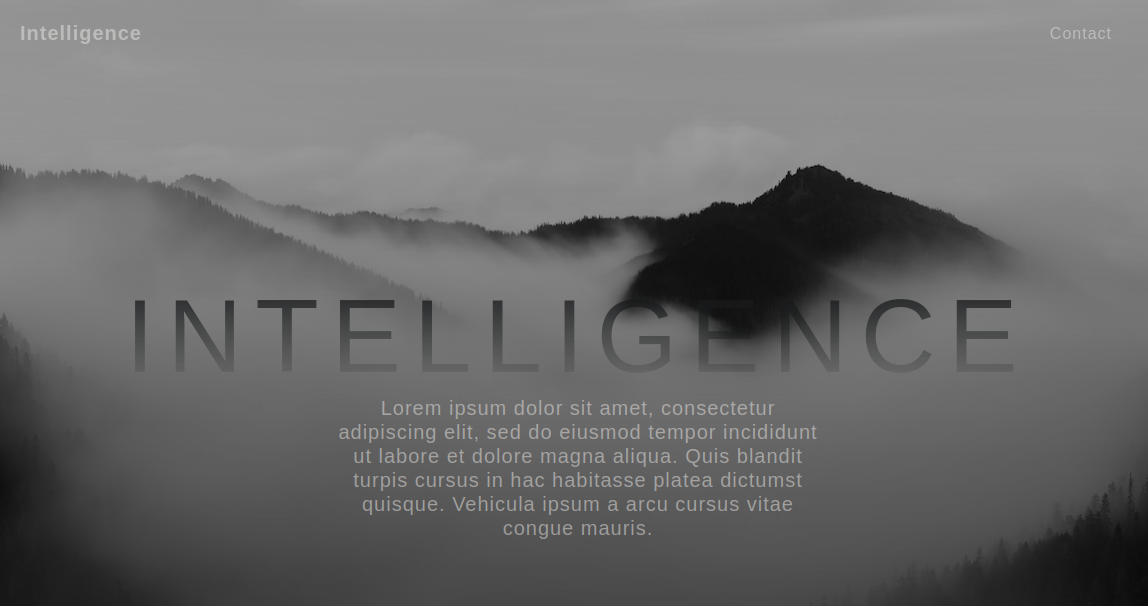 Intelligence
Contact
INTELLIGENCE
Lorem ipsum dolor sit amet, consectetur
adipiscing elit, sed do eiusmod tempor incididunt
ut labore et dolore magna aliqua. Quis blandit
turpis cursus in hac habitasse platea dictumst
quisque. Vehicula ipsum a arcu cursus vitae
congue mauris.